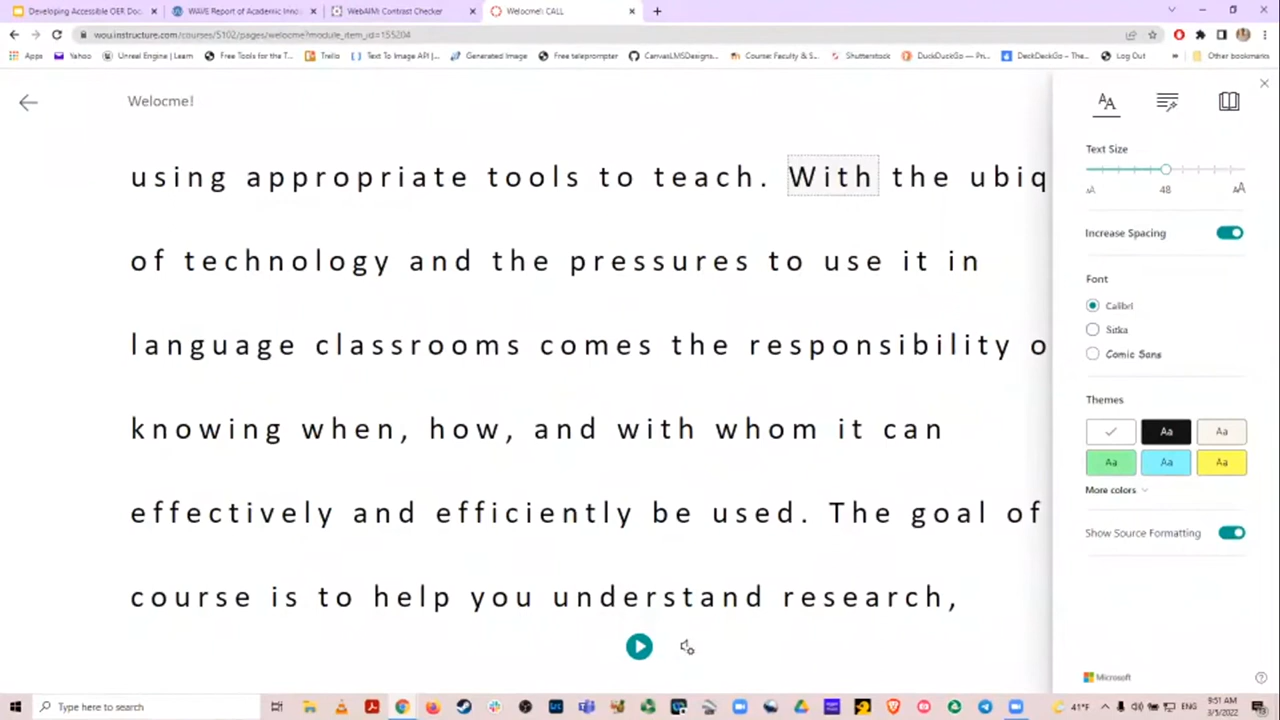 Developing Accessible OER Doc
WAVE Report of Academic Inno
WebAIM: Contrast Checker
Welcome!: CALL
wou.instructure.com/courses/5102/pages/welcome?module_item_id=155204
Apps
Yahoo
Unreal Engine | Learn
Free Tools for the T...
Trello
Text To Image API |...
Generated Image
Free teleprompter
CanvasLMSDesigns...
Course: Faculty & S...
Shutterstock
DuckDuckGo — Pri...
DeckDeckGo – The...
Log Out
»
Other bookmarks
Welocme!
using appropriate tools to teach. With the ubiq
of technology and the pressures to use it in
language classrooms comes the responsibility o
knowing when, how, and with whom it can
effectively and efficiently be used. The goal of
course is to help you understand research,
AA
Text Size
AA 48 AA
Increase Spacing
Font
Calibri
Sitka
Comic Sans
Themes
Aa Aa
Aa Aa Aa
More colors
Show Source Formatting
Microsoft
Type here to search
41°F
ENG
9:51 AM
3/5/2022